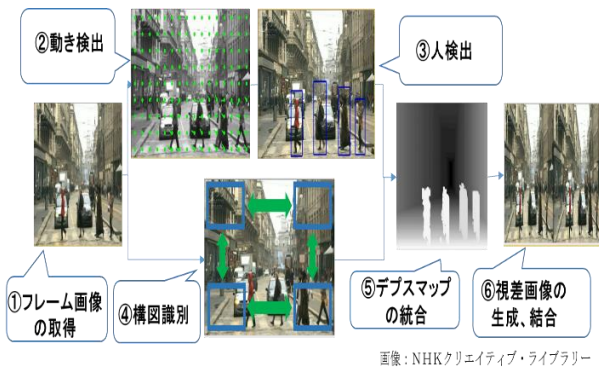 ②動き検出
③人検出
①フレーム画像
の取得
④構図識別
⑤デプスマップ
の統合
⑥視差画像の
生成、結合
画像：NHKクリエイティブ・ライブラリー